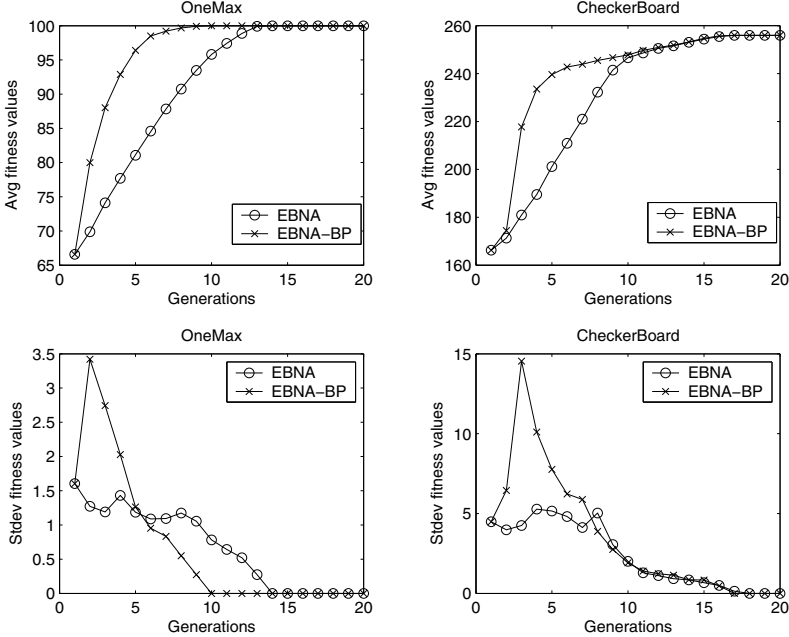 OneMax
100
95
90
85
80
75
70
65
Avg fitness values
EBNA
EBNA-BP
0
5
10
15
20
Generations
CheckerBoard
260
240
220
200
180
160
Avg fitness values
EBNA
EBNA-BP
0
5
10
15
20
Generations
OneMax
3.5
3
2.5
2
1.5
1
0.5
0
Stdev fitness values
EBNA
EBNA-BP
0
5
10
15
20
Generations
CheckerBoard
15
10
5
0
Stdev fitness values
EBNA
EBNA-BP
0
5
10
15
20
Generations